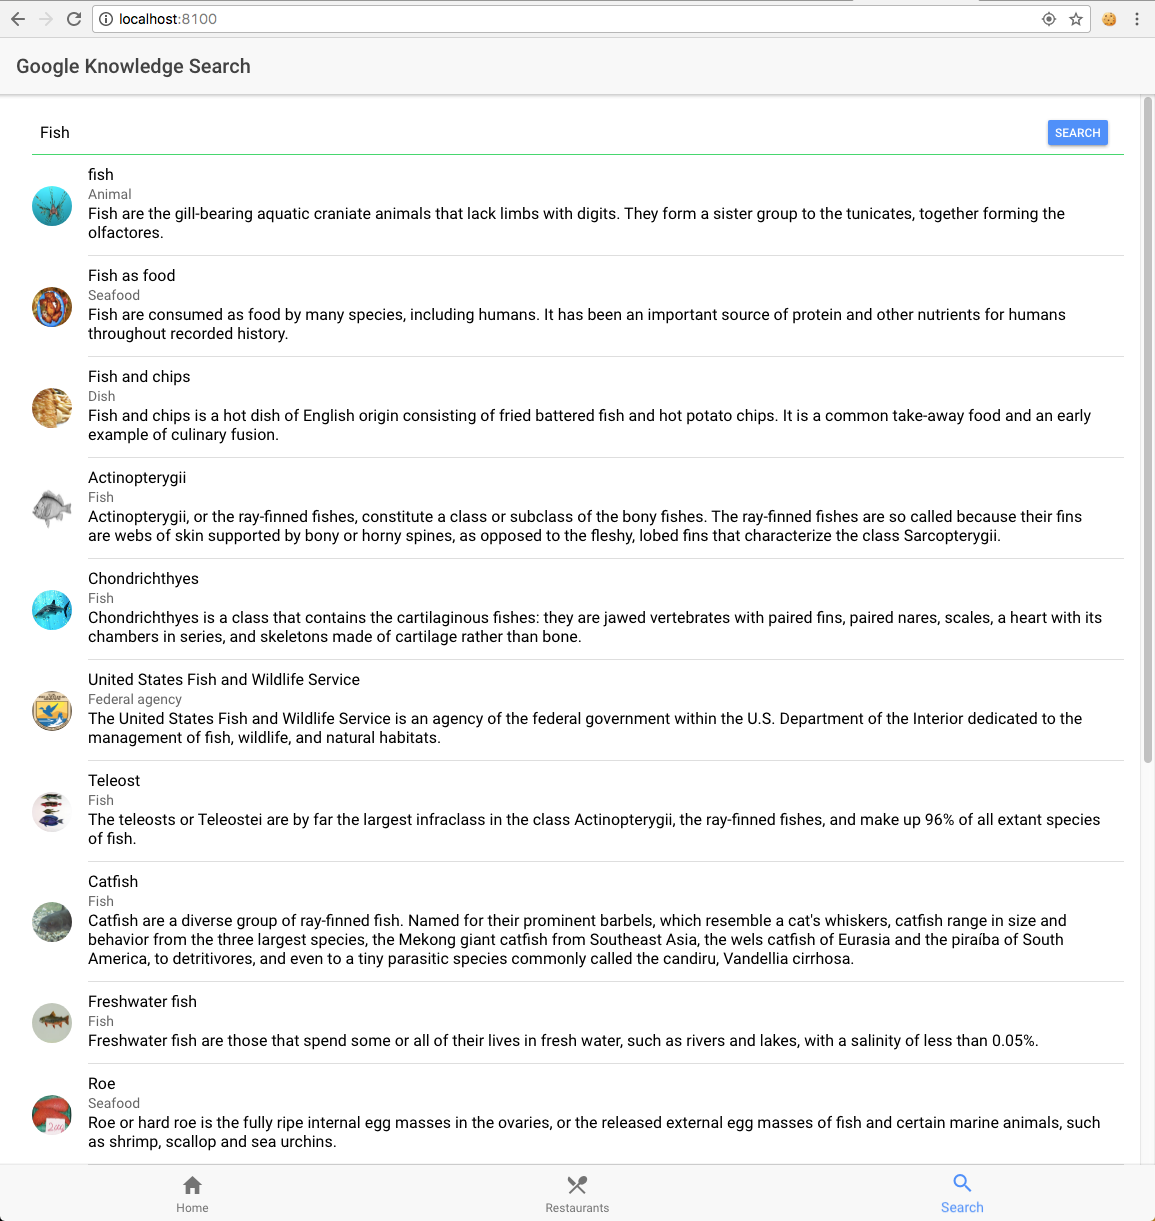 localhost:8100
Google Knowledge Search
Fish
SEARCH
fish
Animal
Fish are the gill-bearing aquatic craniate animals that lack limbs with digits. They form a sister group to the tunicates, together forming the
olfactores.
Fish as food
Seafood
Fish are consumed as food by many species, including humans. It has been an important source of protein and other nutrients for humans
throughout recorded history.
Fish and chips
Dish
Fish and chips is a hot dish of English origin consisting of fried battered fish and hot potato chips. It is a common take-away food and an early
example of culinary fusion.
Actinopterygii
Fish
Actinopterygii, or the ray-finned fishes, constitute a class or subclass of the bony fishes. The ray-finned fishes are so called because their fins
are webs of skin supported by bony or horny spines, as opposed to the fleshy, lobed fins that characterize the class Sarcopterygii.
Chondrichthyes
Fish
Chondrichthyes is a class that contains the cartilaginous fishes: they are jawed vertebrates with paired fins, paired nares, scales, a heart with its
chambers in series, and skeletons made of cartilage rather than bone.
United States Fish and Wildlife Service
Federal agency
The United States Fish and Wildlife Service is an agency of the federal government within the U.S. Department of the Interior dedicated to the
management of fish, wildlife, and natural habitats.
Teleost
Fish
The teleosts or Teleostei are by far the largest infraclass in the class Actinopterygii, the ray-finned fishes, and make up 96% of all extant species
of fish.
Catfish
Fish
Catfish are a diverse group of ray-finned fish. Named for their prominent barbels, which resemble a cat's whiskers, catfish range in size and
behavior from the three largest species, the Mekong giant catfish from Southeast Asia, the wels catfish of Eurasia and the piraíba of South
America, to detritivores, and even to a tiny parasitic species commonly called the candiru, Vandellia cirrhosa.
Freshwater fish
Fish
Freshwater fish are those that spend some or all of their lives in fresh water, such as rivers and lakes, with a salinity of less than 0.05%.
Roe
Seafood
Roe or hard roe is the fully ripe internal egg masses in the ovaries, or the released external egg masses of fish and certain marine animals, such
as shrimp, scallop and sea urchins.
Home
Restaurants
Search